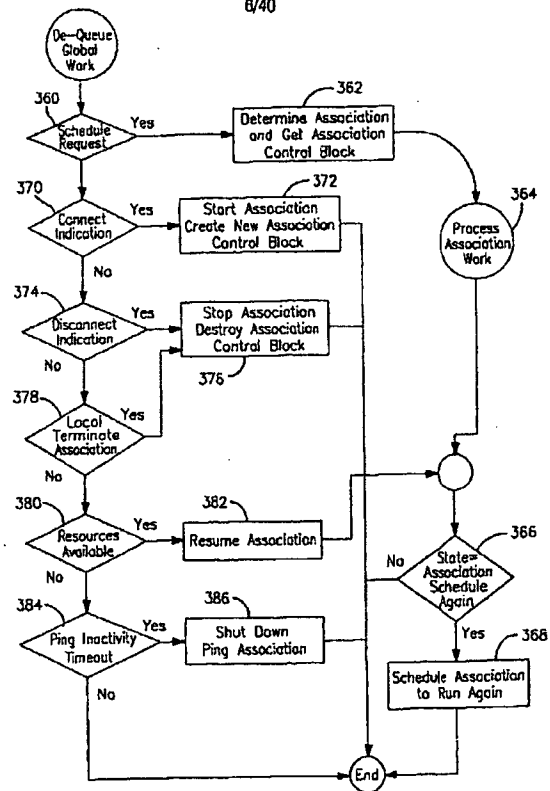 6/40
De-Queue
Global
Work
360
Schedule
Request
Yes
362
Determine Association
and Get Association
Control Block
364
Process
Association
Work
370
Connect
Indication
Yes
No
372
Start Association
Create New Association
Control Block
374
Disconnect
Indication
Yes
No
Stop Association
Destroy Association
Control Block
376
378
Local
Terminate
Association
Yes
No
380
Resources
Available
Yes
No
382
Resume Association
366
State=
Association
Schedule
Again
No
Yes
384
Ping Inactivity
Timeout
Yes
No
386
Shut Down
Ping Association
368
Schedule Association
to Run Again
End